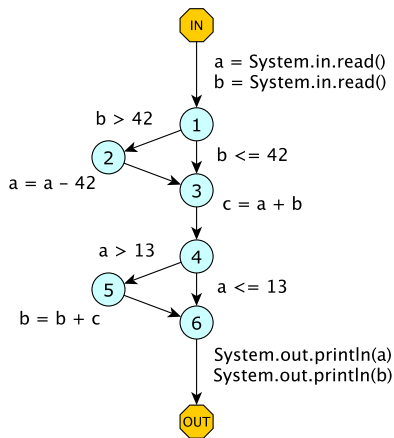 IN
a = System.in.read()
b = System.in.read()
b > 42
1
2
b <= 42
a = a – 42
3
c = a + b
a > 13
4
5
a <= 13
b = b + c
6
System.out.println(a)
System.out.println(b)
OUT